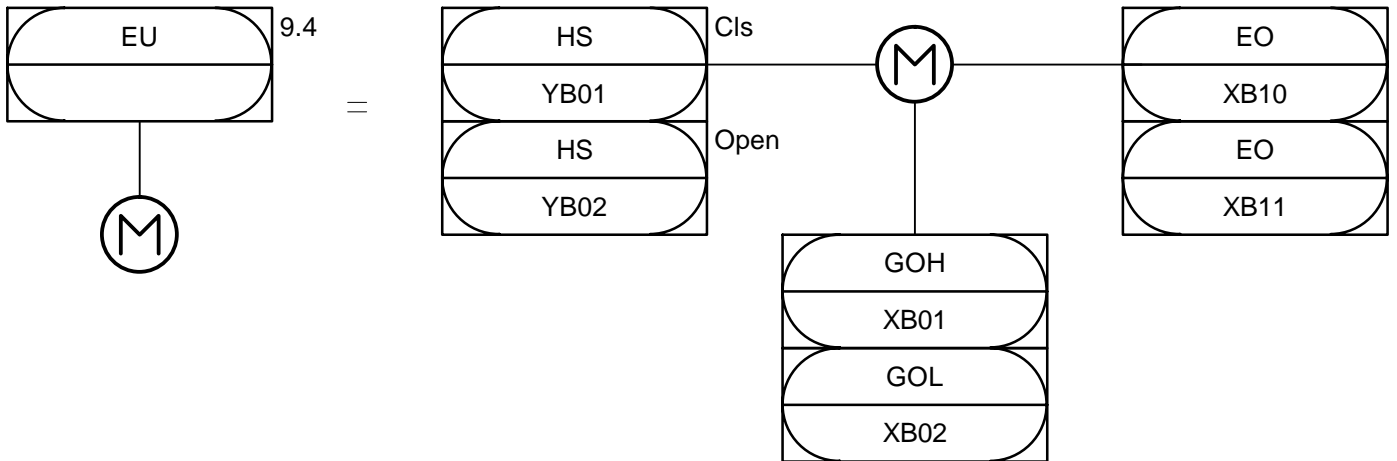 EU
9.4
M
=
HS
Cls
YB01
HS
Open
YB02
M
EO
XB10
EO
XB11
GOH
XB01
GOL
XB02